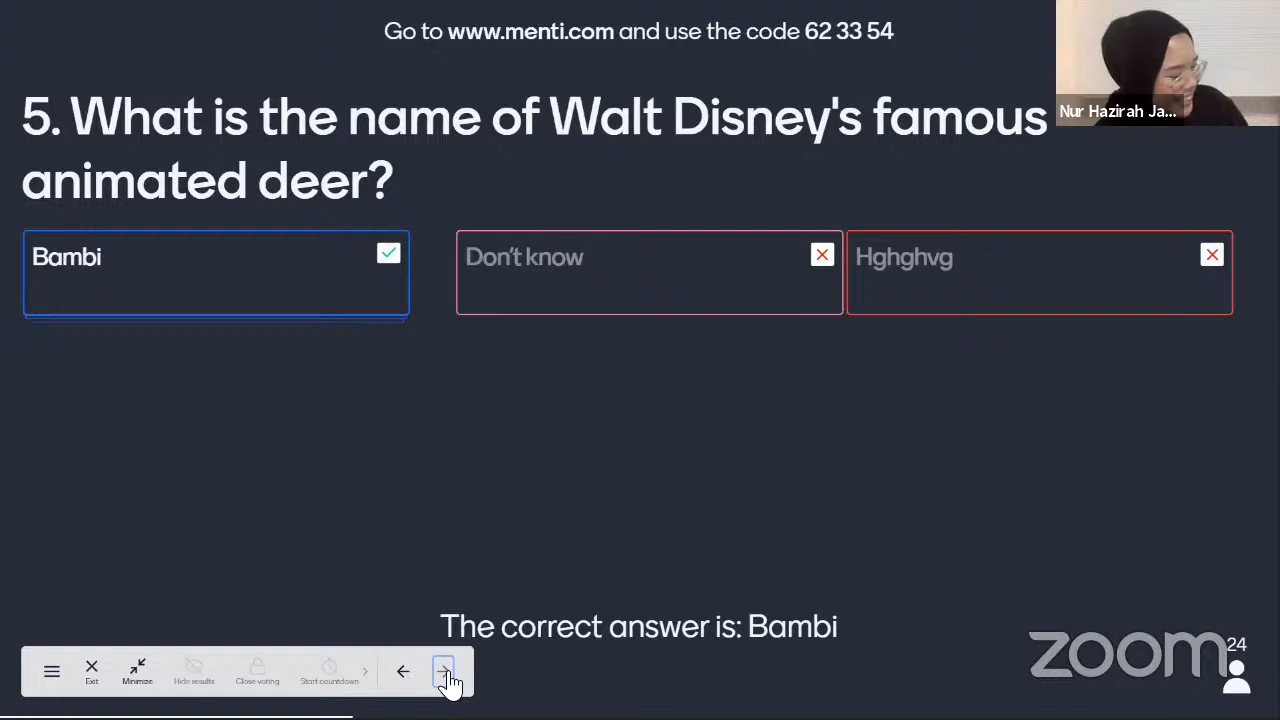 Go to www.menti.com and use the code 62 33 54
Nur Hazirah Ja...
5. What is the name of Walt Disney's famous
animated deer?
Bambi
Don't know
Hghghvg
The correct answer is: Bambi
Exit
Minimize
Hide results
Close voting
Start countdown
zoom
24